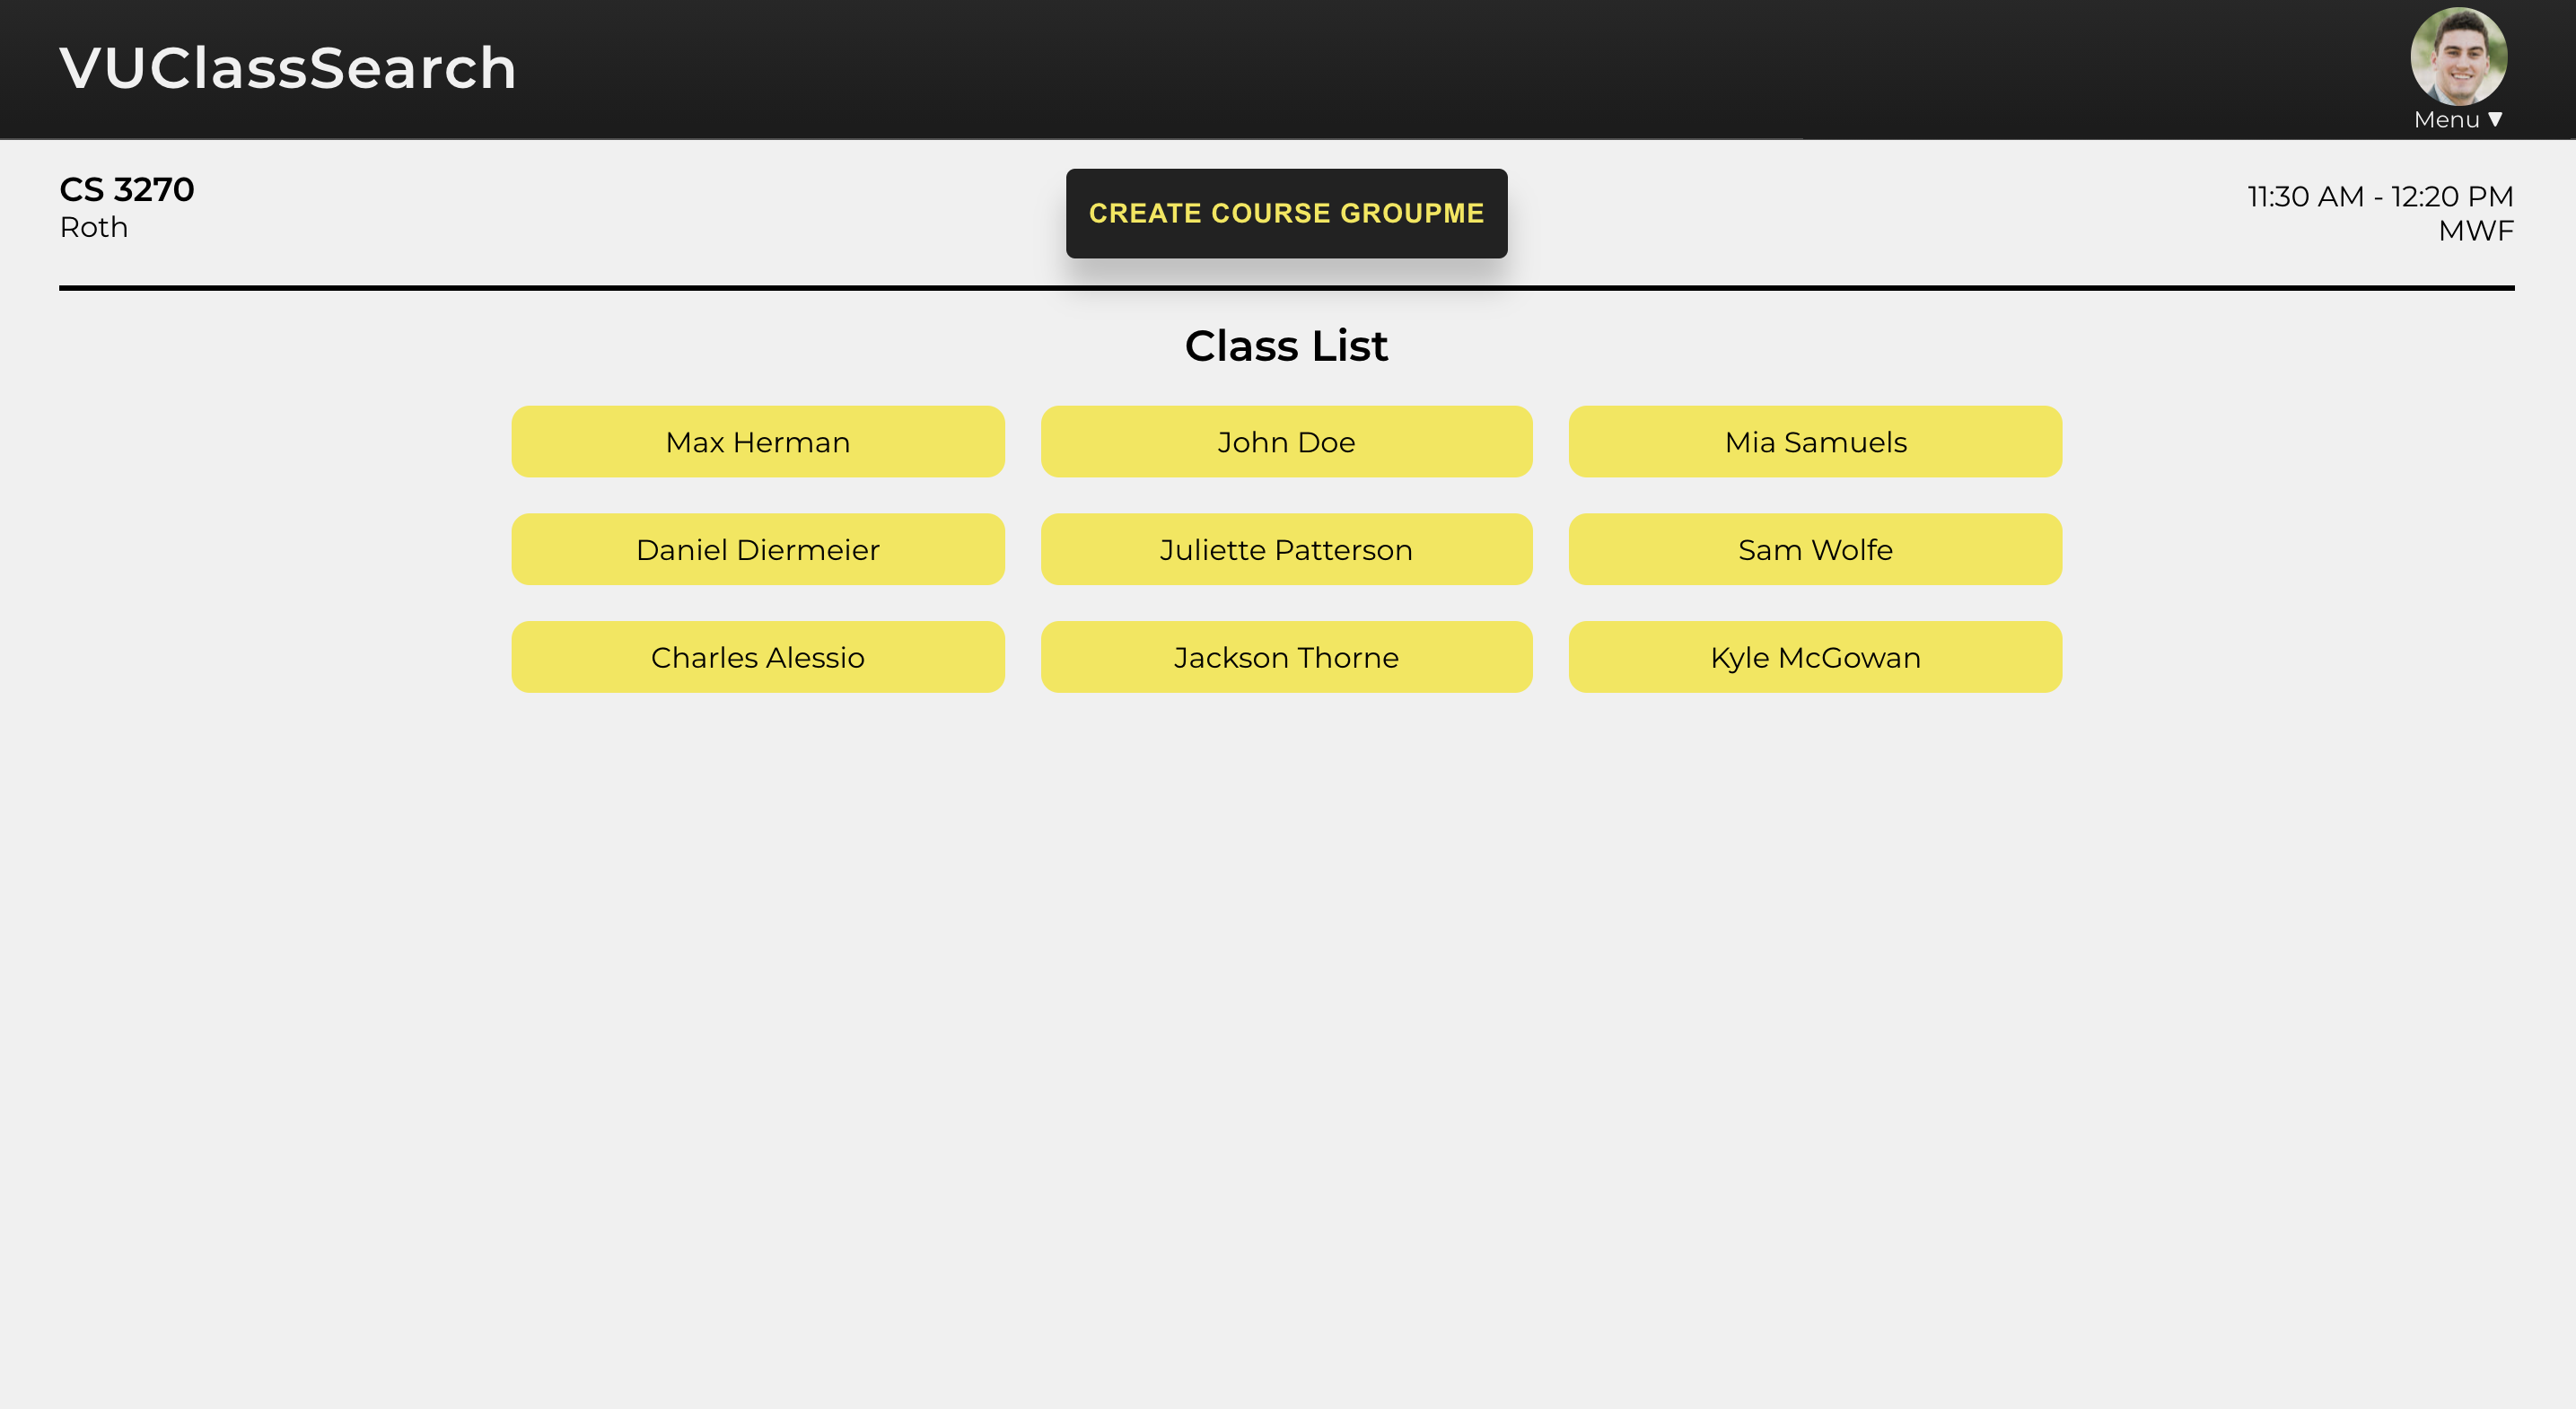 VUClassSearch
Menu ▼
CS 3270
Roth
CREATE COURSE GROUPME
11:30 AM - 12:20 PM
MWF
Class List
Max Herman
John Doe
Mia Samuels
Daniel Diermeier
Juliette Patterson
Sam Wolfe
Charles Alessio
Jackson Thorne
Kyle McGowan